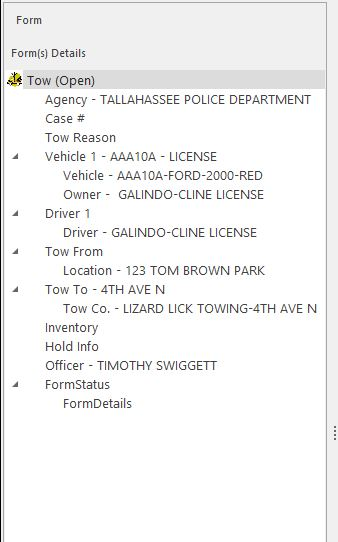 Form
Form(s) Details
Tow (Open)
Agency - TALLAHASSEE POLICE DEPARTMENT
Case #
Tow Reason
Vehicle 1 - AAA10A - LICENSE
Vehicle - AAA10A-FORD-2000-RED
Owner - GALINDO-CLINE LICENSE
Driver 1
Driver - GALINDO-CLINE LICENSE
Tow From
Location - 123 TOM BROWN PARK
Tow To - 4TH AVE N
Tow Co. - LIZARD LICK TOWING-4TH AVE N
Inventory
Hold Info
Officer - TIMOTHY SWIGGETT
FormStatus
FormDetails